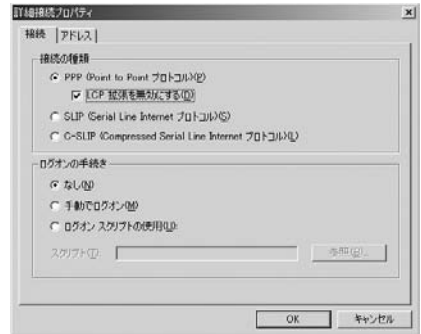 詳細接続プロパティ
接続 アドレス
接続の種類
PPP (Point to Point プロトコル)(P)
LCP 拡張を無効にする(D)
SLIP (Serial Line Internet プロトコル)(S)
C-SLIP (Compressed Serial Line Internet プロトコル)(L)
ログオンの手続き
なし(N)
手動でログオン(M)
ログオン スクリプトの使用(U):
スクリプト(T):
参照(B)...
OK キャンセル